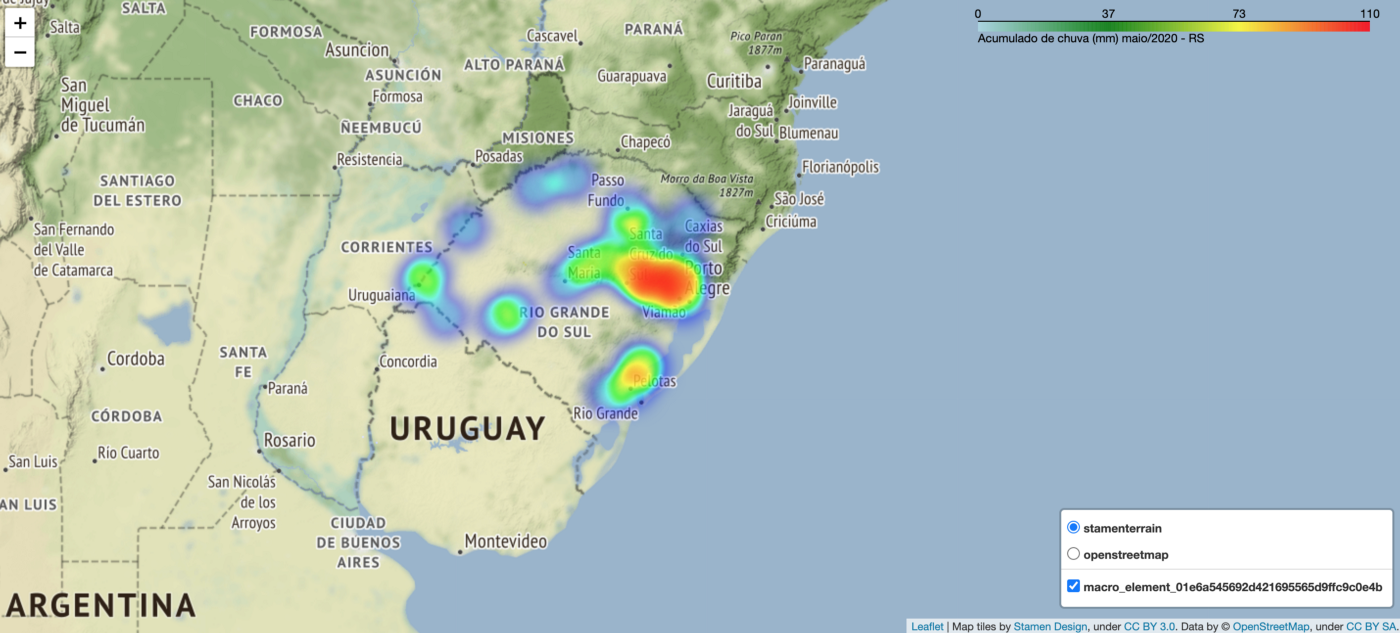 SALTA
Salta
+
−
FORMOSA
Asuncion
ASUNCIÓN
Formosa
CHACO
ÑEEMBUCÚ
Resistencia
San
Miguel
de Tucumán
SANTIAGO
DEL ESTERO
San Fernando
del Valle
de Catamarca
Cascavel
PARANÁ
ALTO PARANÁ
Guarapuava
Pico Paran
1877m
Curitiba
Paranaguá
Joinville
Jaraguá
do Sul
Blumenau
MISIONES
Posadas
Chapecó
Florianópolis
Passo
Fundo
Morro da Boa Vista
1827m
São José
Criciúma
CORRIENTES
Santa
Maria
Santa
Cruz do
Caxias
do Sul
Porto
Alegre
Viamão
Uruguaiana
RIO GRANDE
DO SUL
Concordia
Pelotas
Rio Grande
Cordoba
SANTA
FE
Paraná
CÓRDOBA
Rosario
URUGUAY
San Luis
Rio Cuarto
AN LUIS
San Nicolás
de los
Arroyos
CIUDAD
DE BUENOS
AIRES
Montevideo
ARGENTINA
0 37 73 110
Acumulado de chuva (mm) maio/2020 - RS
stamenterrain
openstreetmap
macro_element_01e6a545692d421695565d9ffc9c0e4b
Leaflet | Map tiles by Stamen Design, under CC BY 3.0. Data by © OpenStreetMap, under CC BY SA.